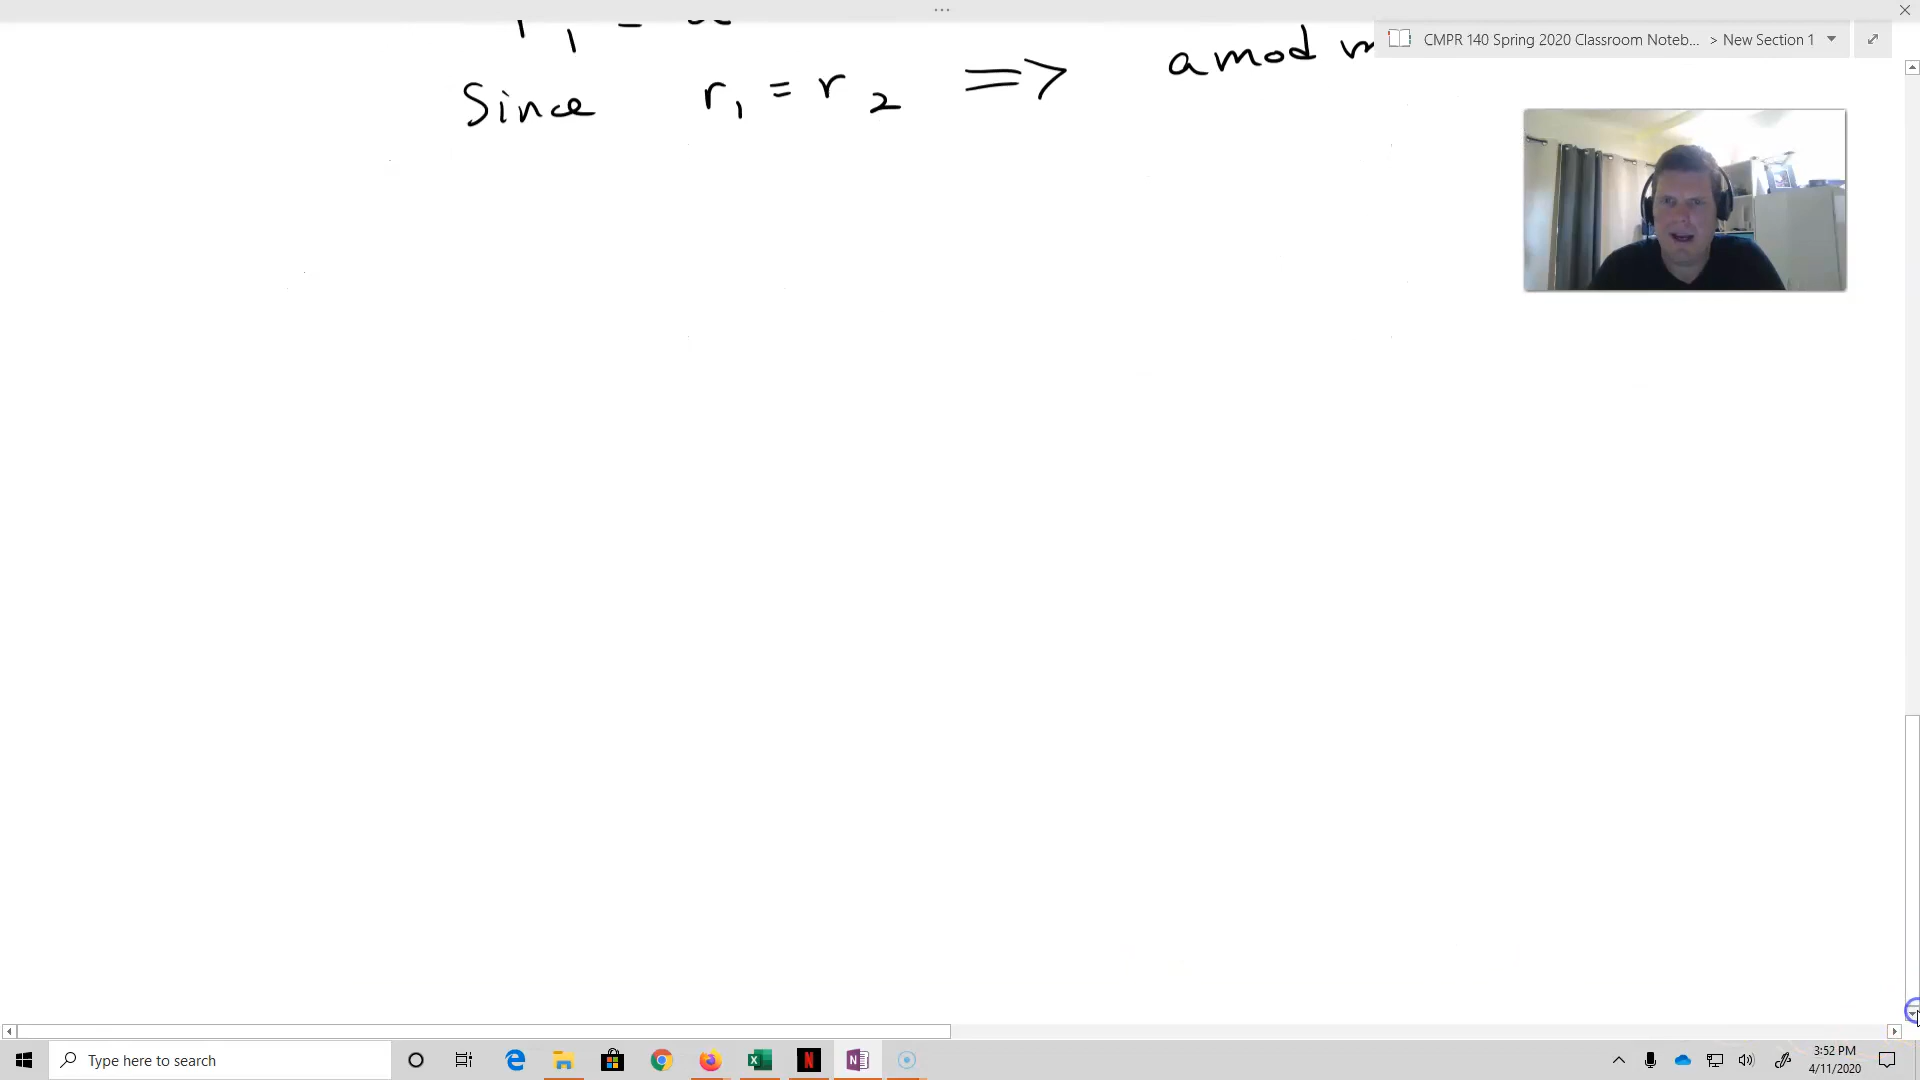 CMPR 140 Spring 2020 Classroom Noteb... > New Section 1
Since r₁ = r₂ => a mod
Type here to search
3:52 PM
4/11/2020